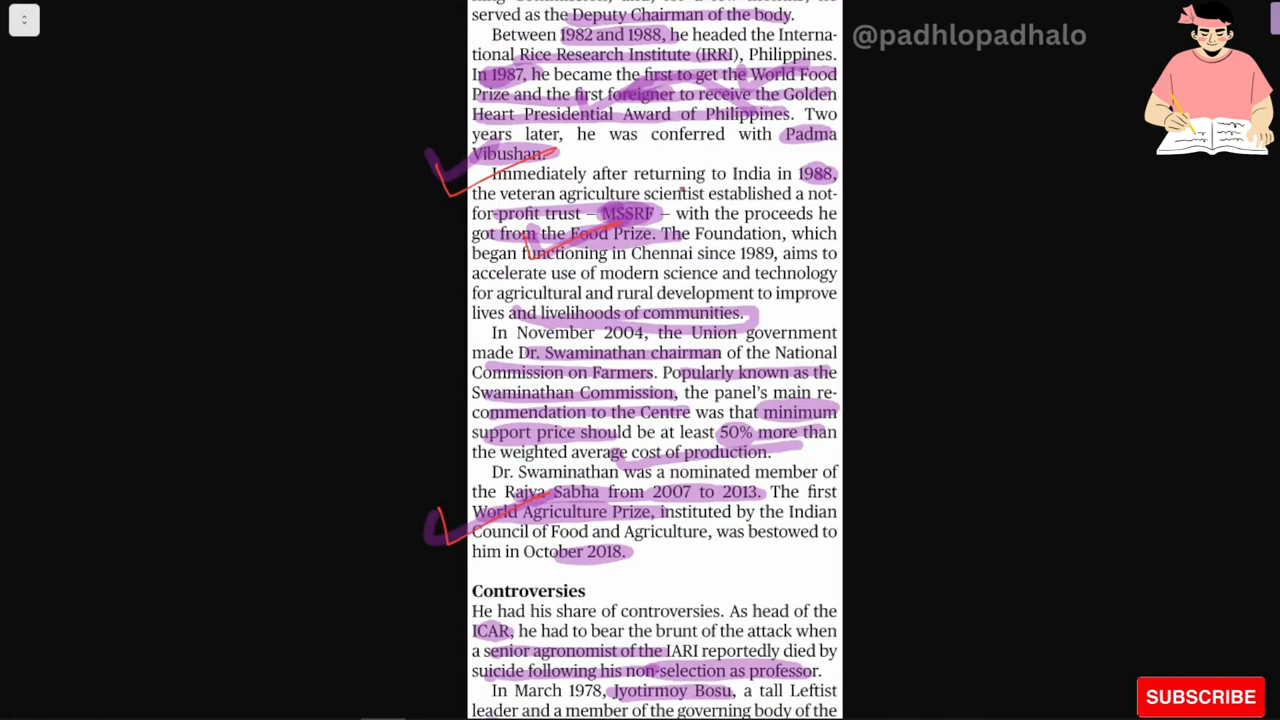 served as the Deputy Chairman of the body.
Between 1982 and 1988, he headed the Interna-
tional Rice Research Institute (IRRI), Philippines.
In 1987, he became the first to get the World Food
Prize and the first foreigner to receive the Golden
Heart Presidential Award of Philippines. Two
years later, he was conferred with Padma
Vibushan.
Immediately after returning to India in 1988,
the veteran agriculture scientist established a not-
for-profit trust – MSSRF – with the proceeds he
got from the Food Prize. The Foundation, which
began functioning in Chennai since 1989, aims to
accelerate use of modern science and technology
for agricultural and rural development to improve
lives and livelihoods of communities.
In November 2004, the Union government
made Dr. Swaminathan chairman of the National
Commission on Farmers. Popularly known as the
Swaminathan Commission, the panel's main re-
commendation to the Centre was that minimum
support price should be at least 50% more than
the weighted average cost of production.
Dr. Swaminathan was a nominated member of
the Rajya Sabha from 2007 to 2013. The first
World Agriculture Prize, instituted by the Indian
Council of Food and Agriculture, was bestowed to
him in October 2018.
Controversies
He had his share of controversies. As head of the
ICAR, he had to bear the brunt of the attack when
a senior agronomist of the IARI reportedly died by
suicide following his non-selection as professor.
In March 1978, Jyotirmoy Bosu, a tall Leftist
leader and a member of the governing body of the
@padhlopadhalo
SUBSCRIBE